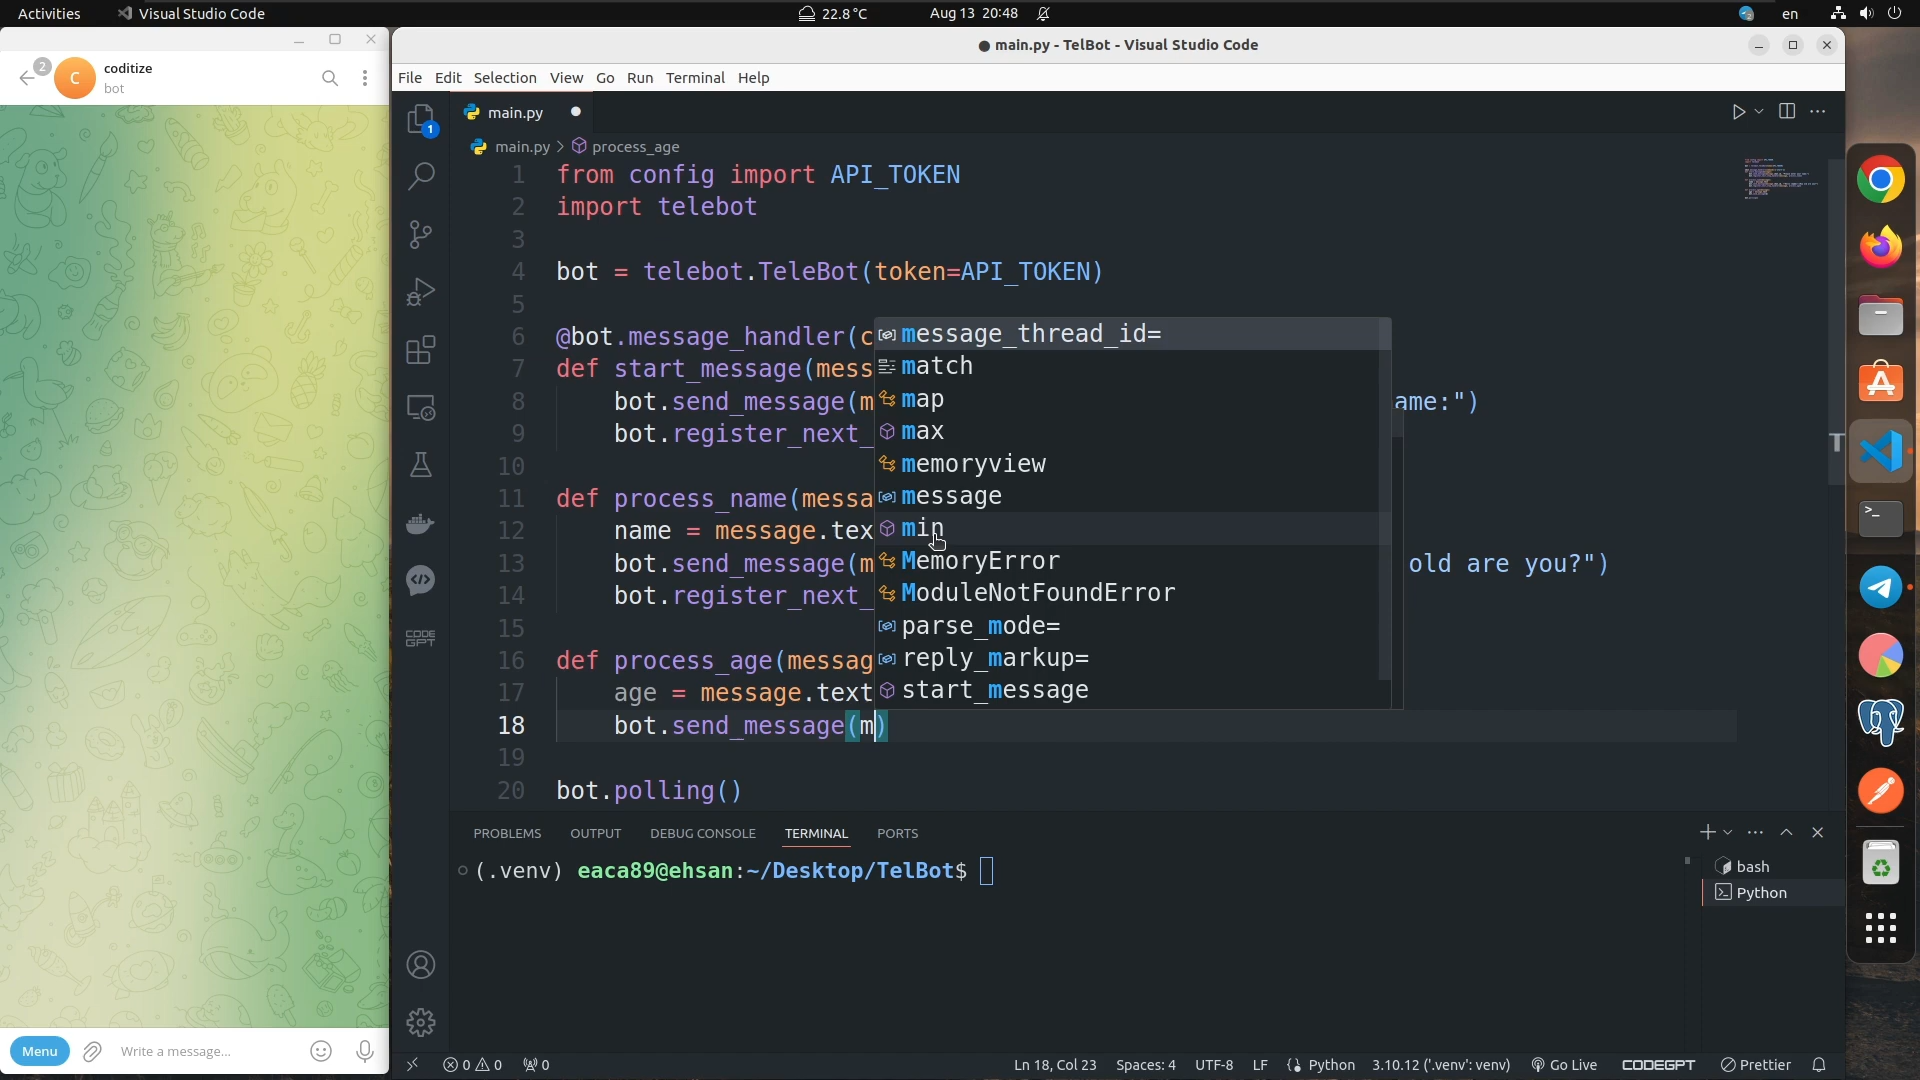 Activities
Visual Studio Code
22.8 °C
Aug 13 20:48
en
2
C
coditize
bot
Menu
Write a message...
● main.py - TelBot - Visual Studio Code
File Edit Selection View Go Run Terminal Help
1
main.py
main.py > process_age
1 from config import API_TOKEN
2 import telebot
3
4 bot = telebot.TeleBot(token=API_TOKEN)
5
6 @bot.message_handler(c
7 def start_message(mess
8 bot.send_message(m ame:")
9 bot.register_next_
10
11 def process_name(messa
12 name = message.tex
13 bot.send_message(m old are you?")
14 bot.register_next_
15
16 def process_age(messag
17 age = message.text
18 bot.send_message(m)
19
20 bot.polling()
message_thread_id=
match
map
max
memoryview
message
min
MemoryError
ModuleNotFoundError
parse_mode=
reply_markup=
start_message
T
PROBLEMS OUTPUT DEBUG CONSOLE TERMINAL PORTS
(.venv) eaca89@ehsan:~/Desktop/TelBot$
bash
Python
CODE
GPT
0 0 0
Ln 18, Col 23 Spaces: 4 UTF-8 LF Python 3.10.12 ('.venv': venv) Go Live CODEGPT Prettier